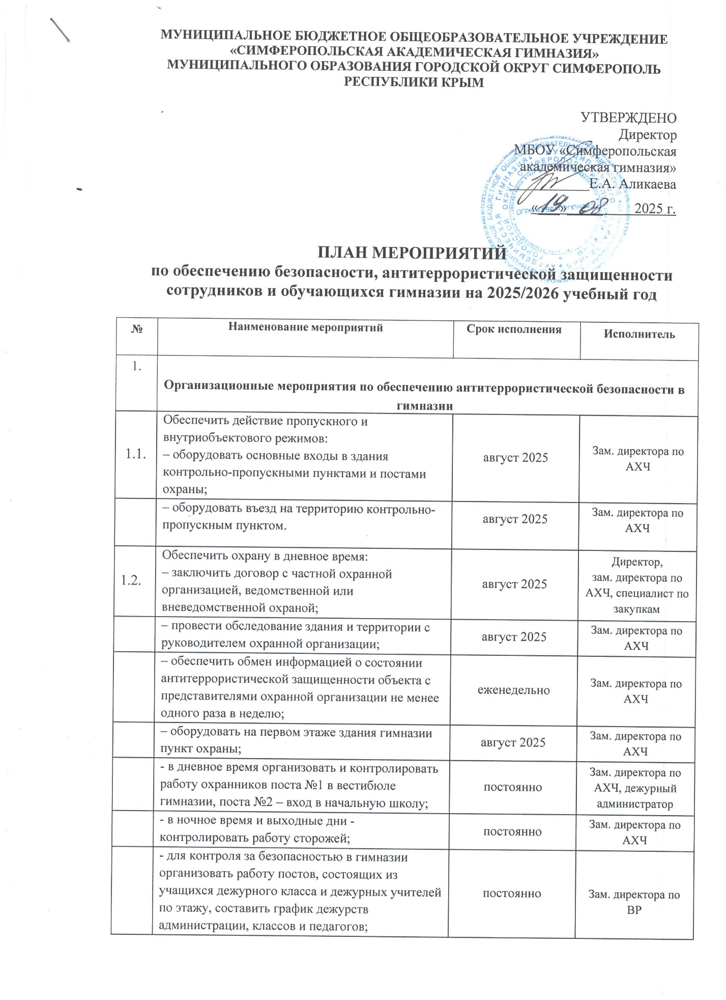 МУНИЦИПАЛЬНОЕ БЮДЖЕТНОЕ ОБЩЕОБРАЗОВАТЕЛЬНОЕ УЧРЕЖДЕНИЕ
«СИМФЕРОПОЛЬСКАЯ АКАДЕМИЧЕСКАЯ ГИМНАЗИЯ»
МУНИЦИПАЛЬНОГО ОБРАЗОВАНИЯ ГОРОДСКОЙ ОКРУГ СИМФЕРОПОЛЬ
РЕСПУБЛИКИ КРЫМ
УТВЕРЖДЕНО
Директор
МБОУ «Симферопольская
академическая гимназия»
Е.А. Аликаева
«19» 08 2025 г.
ПЛАН МЕРОПРИЯТИЙ
по обеспечению безопасности, антитеррористической защищенности
сотрудников и обучающихся гимназии на 2025/2026 учебный год
№
Наименование мероприятий
Срок исполнения
Исполнитель
1.
Организационные мероприятия по обеспечению антитеррористической безопасности в
гимназии
1.1.
Обеспечить действие пропускного и
внутриобъектового режимов:
– оборудовать основные входы в здания
контрольно-пропускными пунктами и постами
охраны;
август 2025
Зам. директора по
АХЧ
– оборудовать въезд на территорию контрольно-
пропускным пунктом.
август 2025
Зам. директора по
АХЧ
1.2.
Обеспечить охрану в дневное время:
– заключить договор с частной охранной
организацией, ведомственной или
вневедомственной охраной;
август 2025
Директор,
зам. директора по
АХЧ, специалист по
закупкам
– провести обследование здания и территории с
руководителем охранной организации;
август 2025
Зам. директора по
АХЧ
– обеспечить обмен информацией о состоянии
антитеррористической защищенности объекта с
представителями охранной организации не менее
одного раза в неделю;
еженедельно
Зам. директора по
АХЧ
– оборудовать на первом этаже здания гимназии
пункт охраны;
август 2025
Зам. директора по
АХЧ
- в дневное время организовать и контролировать
работу охранников поста №1 в вестибюле
гимназии, поста №2 – вход в начальную школу;
постоянно
Зам. директора по
АХЧ, дежурный
администратор
- в ночное время и выходные дни -
контролировать работу сторожей;
постоянно
Зам. директора по
АХЧ
- для контроля за безопасностью в гимназии
организовать работу постов, состоящих из
учащихся дежурного класса и дежурных учителей
по этажу, составить график дежурств
администрации, классов и педагогов;
постоянно
Зам. директора по
ВР